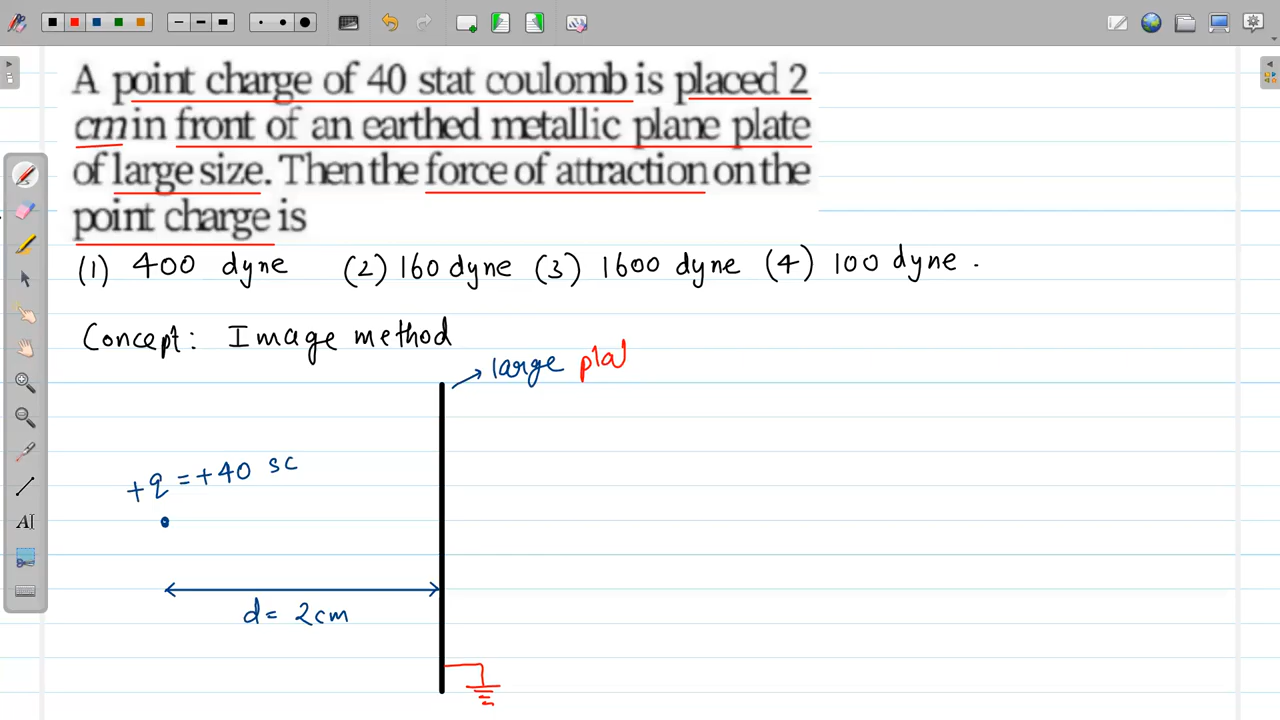 A point charge of 40 stat coulomb is placed 2
cm in front of an earthed metallic plane plate
of large size. Then the force of attraction on the
point charge is
(1) 400 dyne (2) 160 dyne (3) 1600 dyne (4) 100 dyne.
Concept: Image method
large plat
+q = +40 sc
d = 2cm
AI